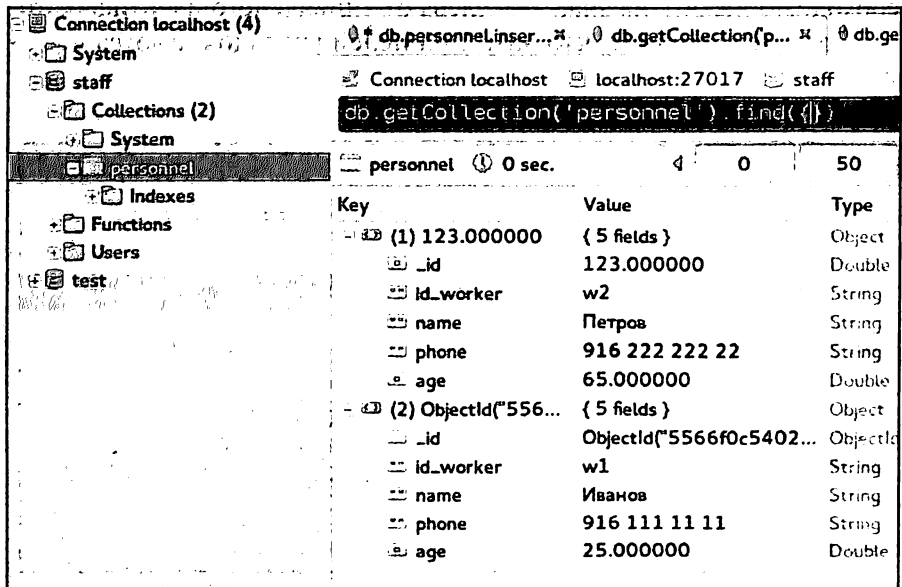 Connection localhost (4)
System
staff
Collections (2)
System
personnel
Indexes
Functions
Users
test
db.personnel.inser... db.getCollection('p... db.ge
Connection localhost localhost:27017 staff
db.getCollection('personnel').find({})
personnel 0 sec. 0 50
Key Value Type
(1) 123.000000 { 5 fields } Object
_id 123.000000 Double
id_worker w2 String
name Петров String
phone 916 222 222 22 String
age 65.000000 Double
(2) ObjectId("556... { 5 fields } Object
_id ObjectId("5566f0c5402... ObjectId
id_worker w1 String
name Иванов String
phone 916 111 11 11 String
age 25.000000 Double